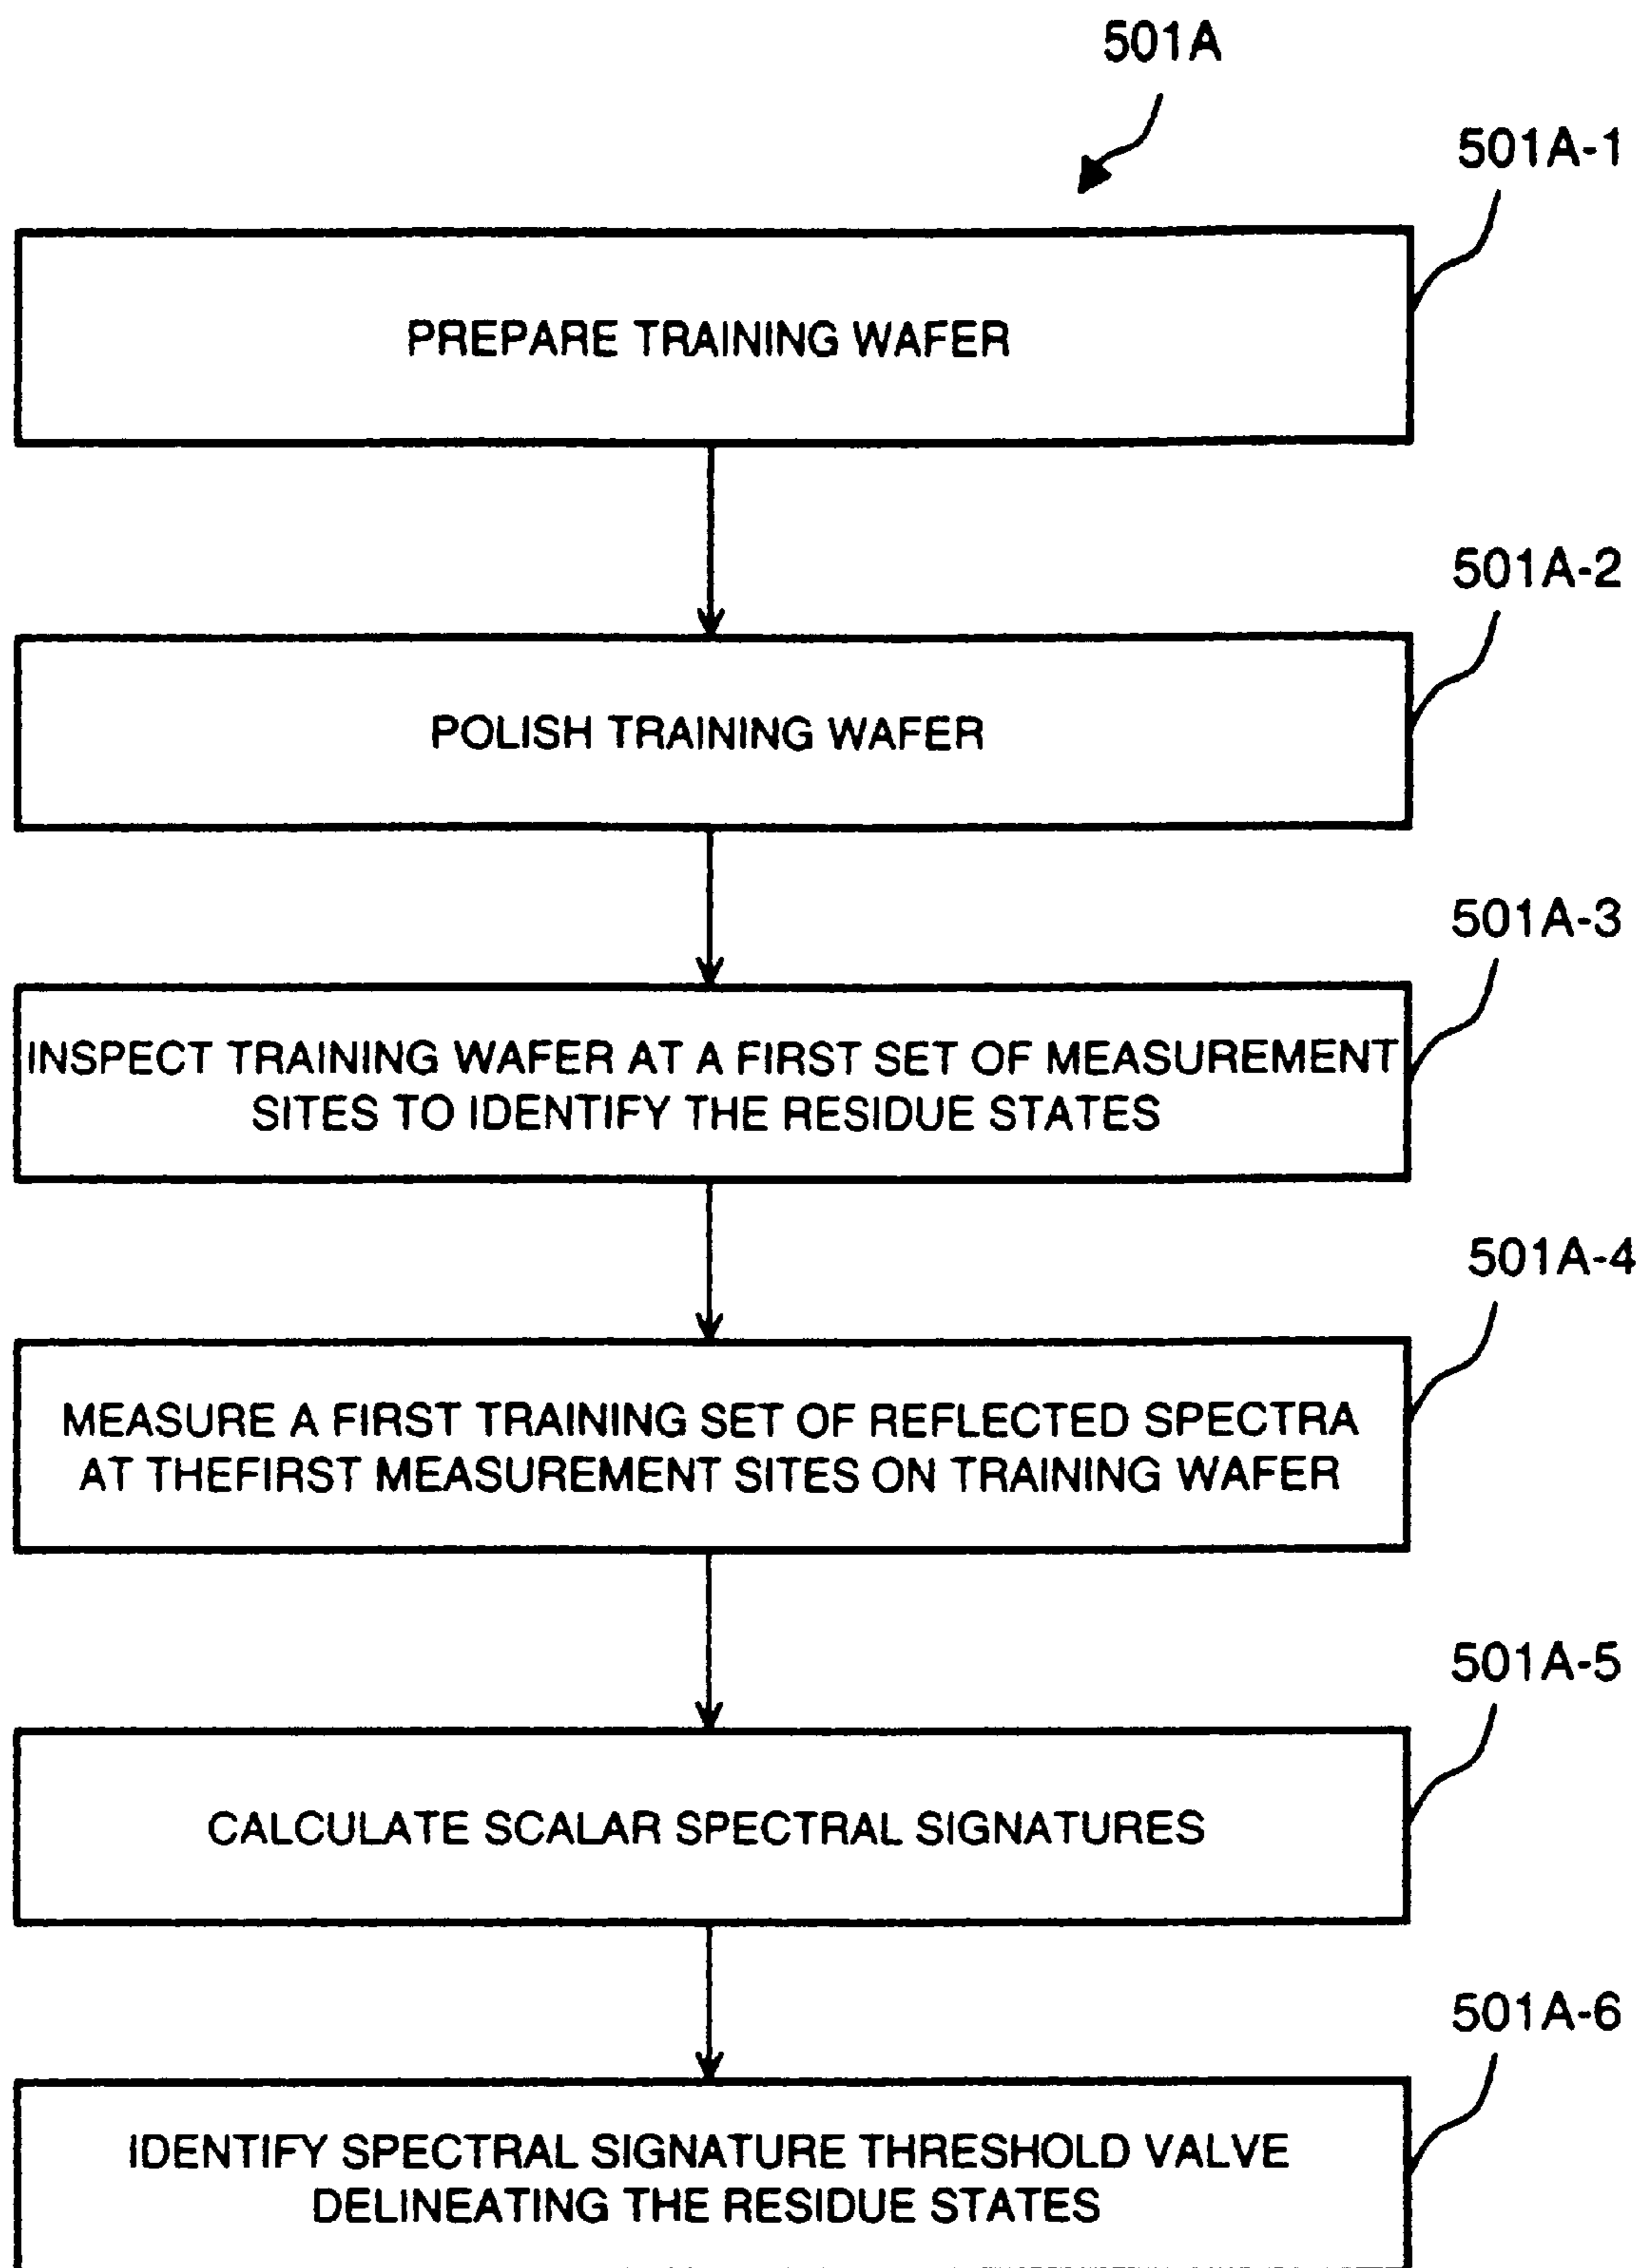 501A
501A-1
PREPARE TRAINING WAFER
501A-2
POLISH TRAINING WAFER
501A-3
INSPECT TRAINING WAFER AT A FIRST SET OF MEASUREMENT
SITES TO IDENTIFY THE RESIDUE STATES
501A-4
MEASURE A FIRST TRAINING SET OF REFLECTED SPECTRA
AT THEFIRST MEASUREMENT SITES ON TRAINING WAFER
501A-5
CALCULATE SCALAR SPECTRAL SIGNATURES
501A-6
IDENTIFY SPECTRAL SIGNATURE THRESHOLD VALVE
DELINEATING THE RESIDUE STATES